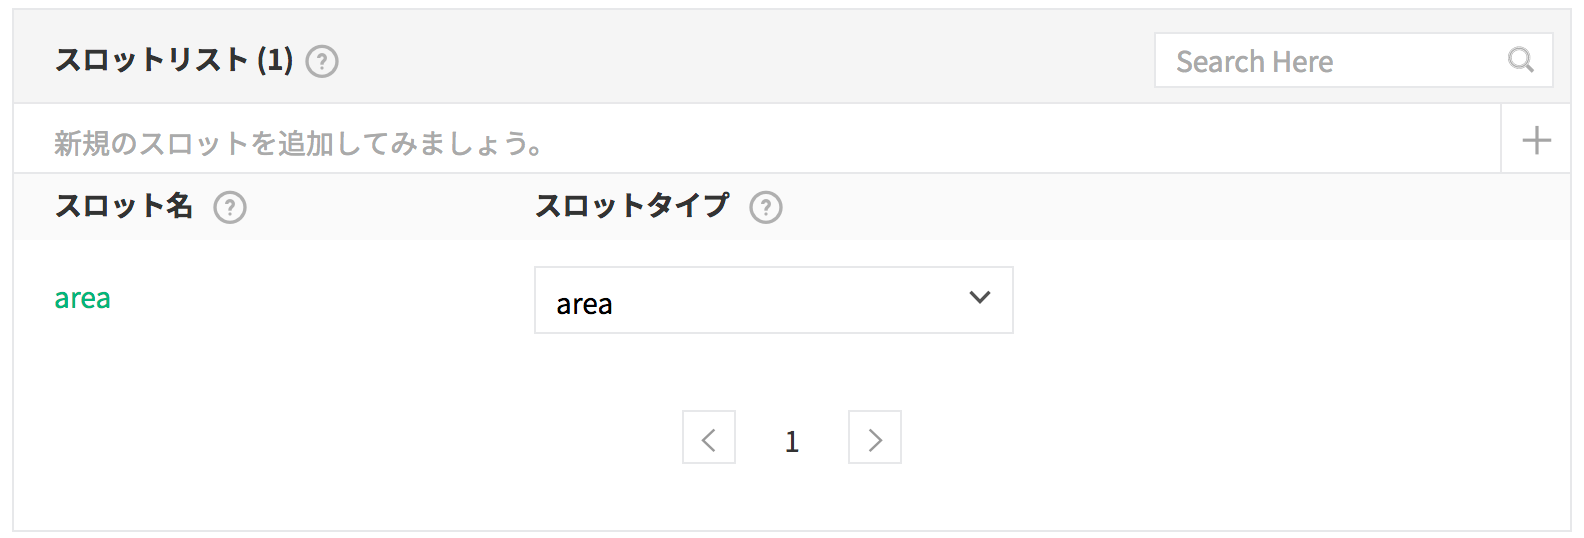 スロットリスト (1) ?
Search Here
新規のスロットを追加してみましょう。
スロット名 ? スロットタイプ ?
area area
1